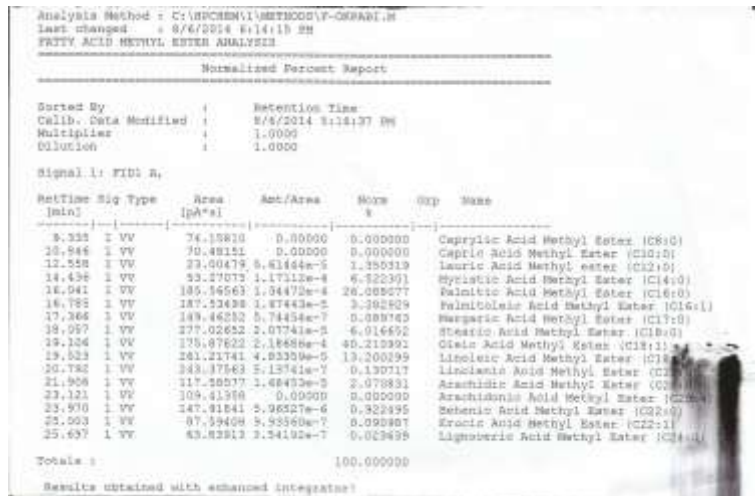 Analysis Method : C:\HPCHEM\1\METHODS\F-OKPABI.M
Last changed : 8/6/2014 6:14:15 PM
FATTY ACID METHYL ESTER ANALYSIS
Normalized Percent Report
Sorted By : Retention Time
Calib. Data Modified : 8/6/2014 5:14:37 PM
Multiplier : 1.0000
Dilution : 1.0000
Signal 1: FID1 A,
RetTime Sig Type Area Amt/Area Norm Grp Name
[min] [pA*s] %
9.335 1 VV 74.15810 0.00000 0.000000 Caprylic Acid Methyl Ester (C8:0)
10.846 1 VV 70.48151 0.00000 0.000000 Capric Acid Methyl Ester (C10:0)
12.558 1 VV 23.00479 5.61444e-5 1.350319 Lauric Acid Methyl ester (C12:0)
14.436 1 VV 53.27075 1.17112e-4 6.522301 Myristic Acid Methyl Ester (C14:0)
16.041 1 VV 185.56563 1.34472e-4 26.089077 Palmitic Acid Methyl Ester (C16:0)
16.785 1 VV 187.53498 Palmitoleic Acid Methyl Ester (C16:1)
17.366 1 VV 149.46252 5.74454e-7 0.089763 Margaric Acid Methyl Ester (C17:0)
18.057 1 VV 277.02652 2.07741e-5 6.016652 Stearic Acid Methyl Ester (C18:0)
19.106 1 VV 175.87622 2.18686e-4 40.210991 Oleic Acid Methyl Ester (C18:1)
19.523 1 VV 261.21741 4.83359e-5 13.200299 Linoleic Acid Methyl Ester
20.792 1 VV 243.37563 5.13741e-7 0.130717 Linolenic Acid Methyl Ester
21.908 1 VV 117.58577 1.68453e-5 2.070831 Arachidic Acid Methyl Ester
23.121 1 VV 109.41358 0.00000 0.000000 Arachidonic Acid Methyl Ester
23.970 1 VV 147.91841 5.96527e-6 0.922495 Behenic Acid Methyl Ester (C22:0)
25.003 1 VV 87.59408 9.93560e-7 0.090987 Erucic Acid Methyl Ester (C22:1)
25.697 1 VV 63.83913 3.54192e-7 0.023639 Lignoceric Acid Methyl Ester
Totals : 100.000000
Results obtained with enhanced integrator!